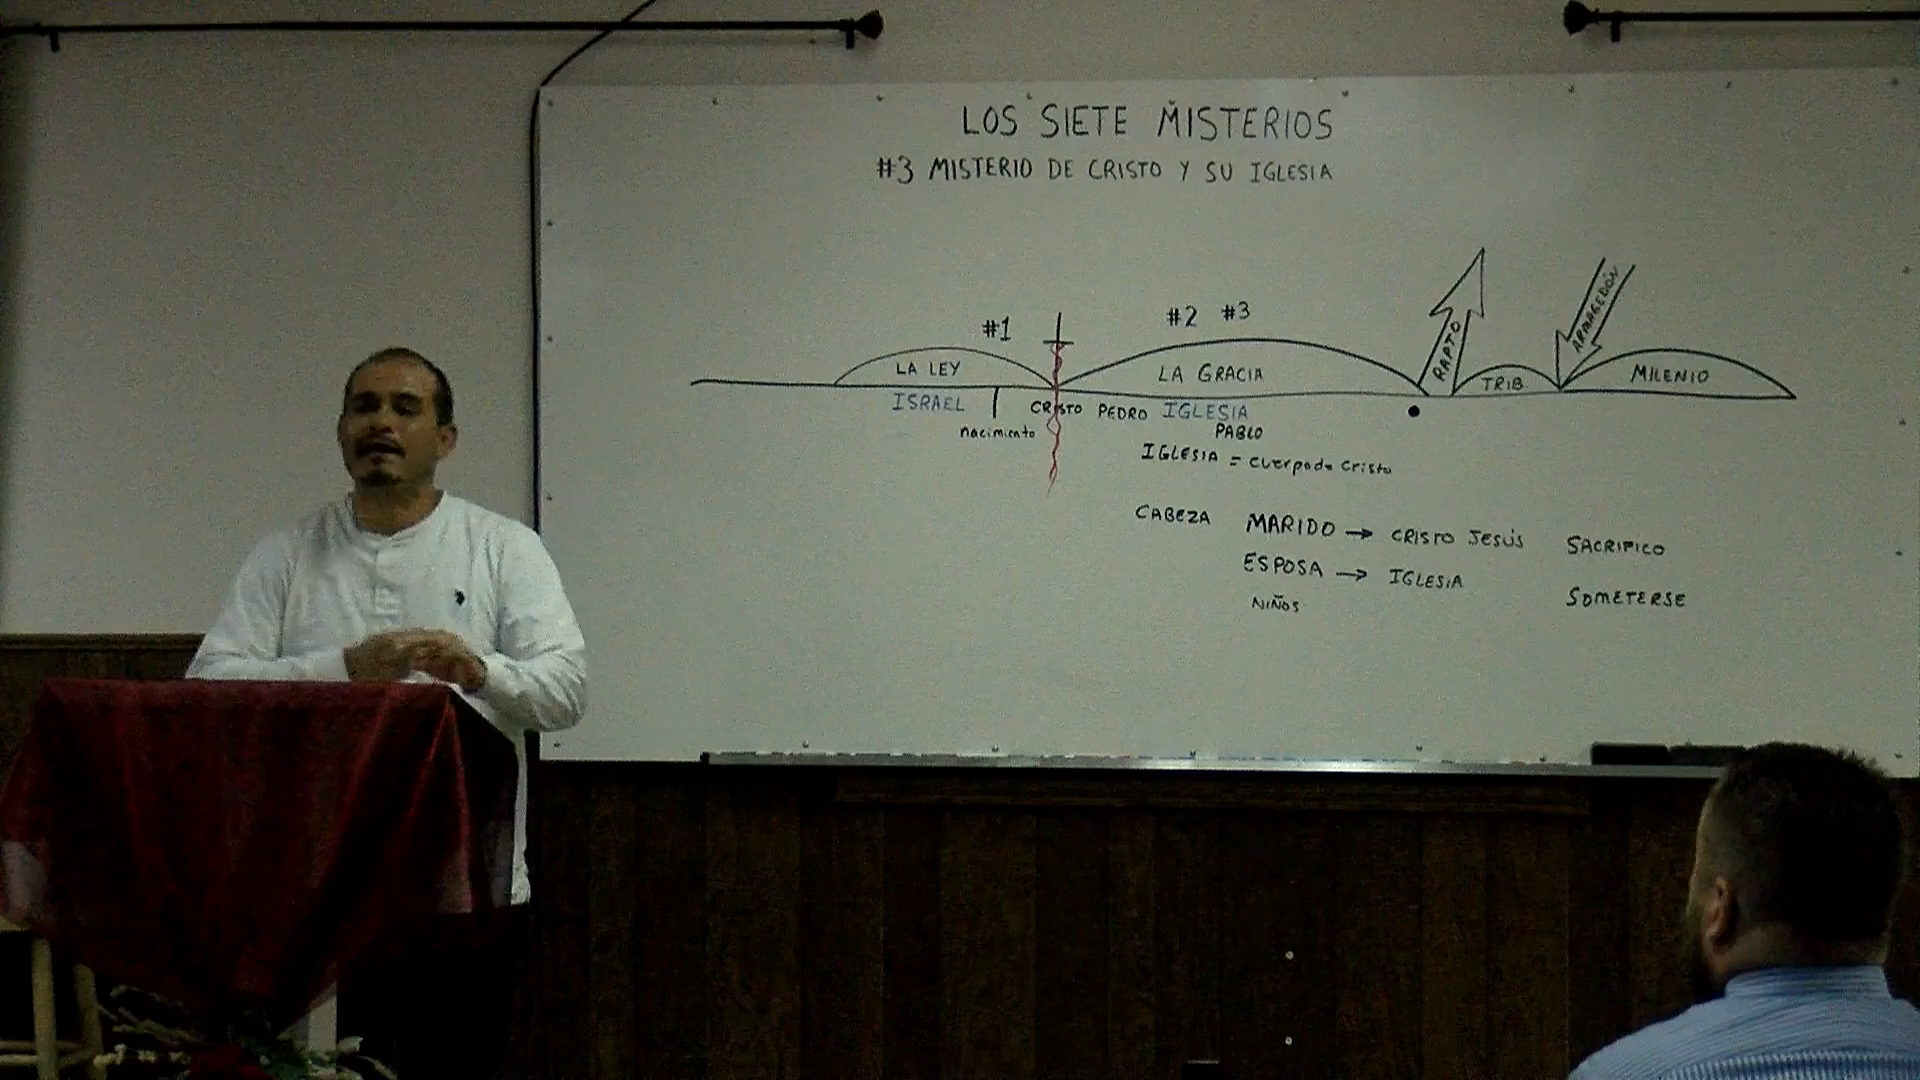 LOS SIETE MISTERIOS
#3 MISTERIO DE CRISTO Y SU IGLESIA
#1 #2 #3
LA LEY LA GRACIA RAPTO TRIB ARMAGEDÓN MILENIO
ISRAEL CRISTO PEDRO IGLESIA
nacimiento PABLO
IGLESIA = cuerpo de Cristo
CABEZA MARIDO → CRISTO JESÚS SACRIFICO
ESPOSA → IGLESIA SOMETERSE
NIÑOS